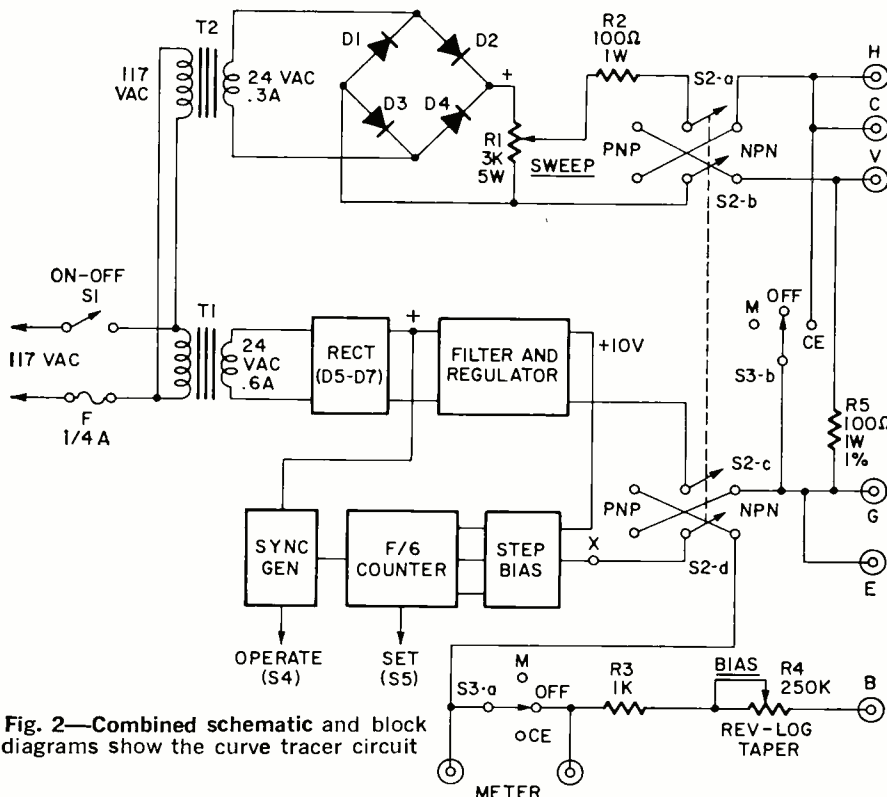 T2
117
VAC
24 VAC
.3A
D1
D2
D3
D4
+
R1
3K
5W
SWEEP
R2
100Ω
1W
S2-a
PNP
NPN
S2-b
H
C
V
ON-OFF
S1
117 VAC
F
1/4 A
T1
24
VAC
.6A
RECT
(D5-D7)
+
FILTER AND
REGULATOR
+10V
M
OFF
CE
S3-b
R5
100Ω
1W
1%
S2-c
PNP
NPN
S2-d
G
E
SYNC
GEN
F/6
COUNTER
STEP
BIAS
X
OPERATE
(S4)
SET
(S5)
S3-a
M
OFF
CE
R3
1K
BIAS
R4
250K
REV-LOG
TAPER
B
METER
Fig. 2—Combined schematic and block
diagrams show the curve tracer circuit